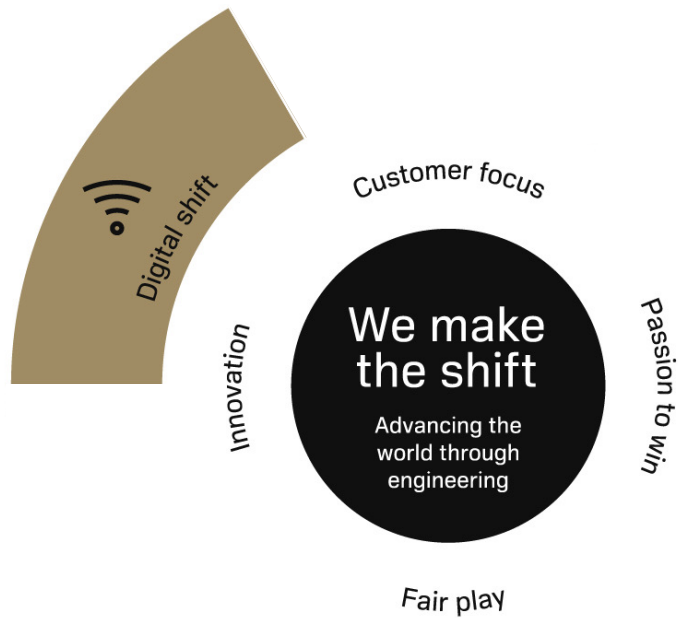 Digital shift
Customer focus
Innovation
We make
the shift
Advancing the
world through
engineering
Passion to win
Fair play